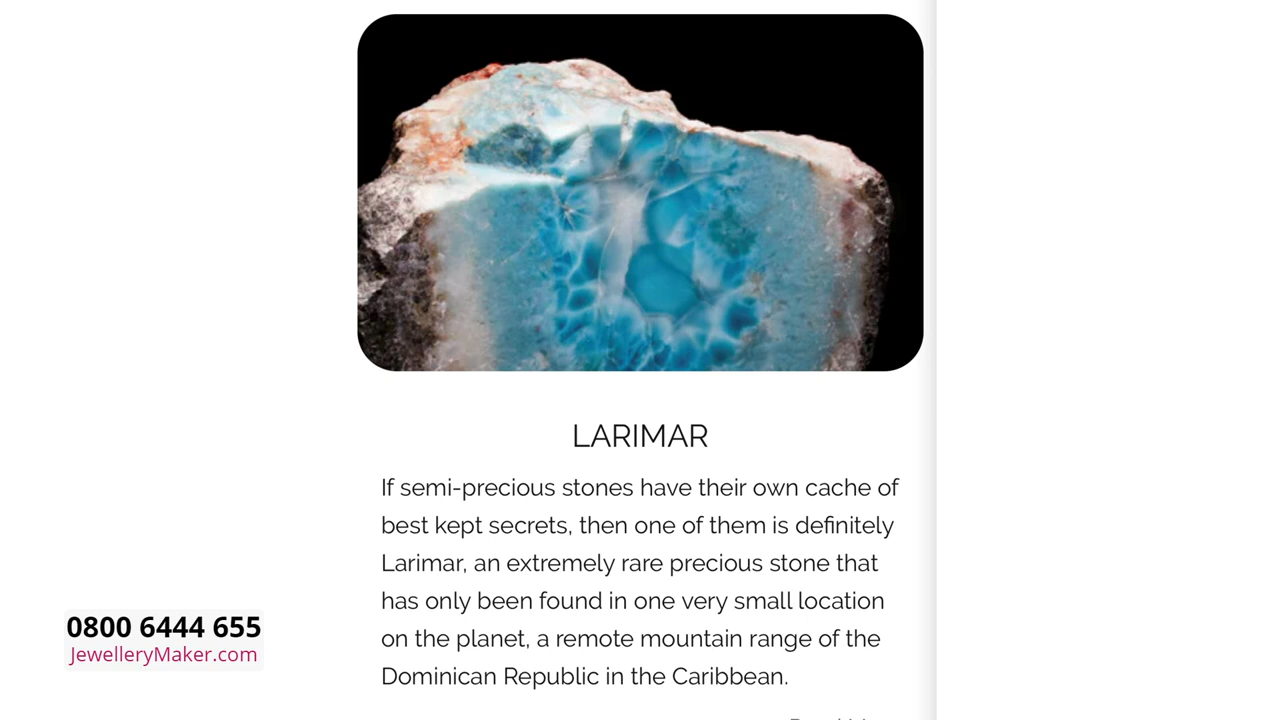 LARIMAR
If semi-precious stones have their own cache of
best kept secrets, then one of them is definitely
Larimar, an extremely rare precious stone that
has only been found in one very small location
on the planet, a remote mountain range of the
Dominican Republic in the Caribbean.
0800 6444 655
JewelleryMaker.com